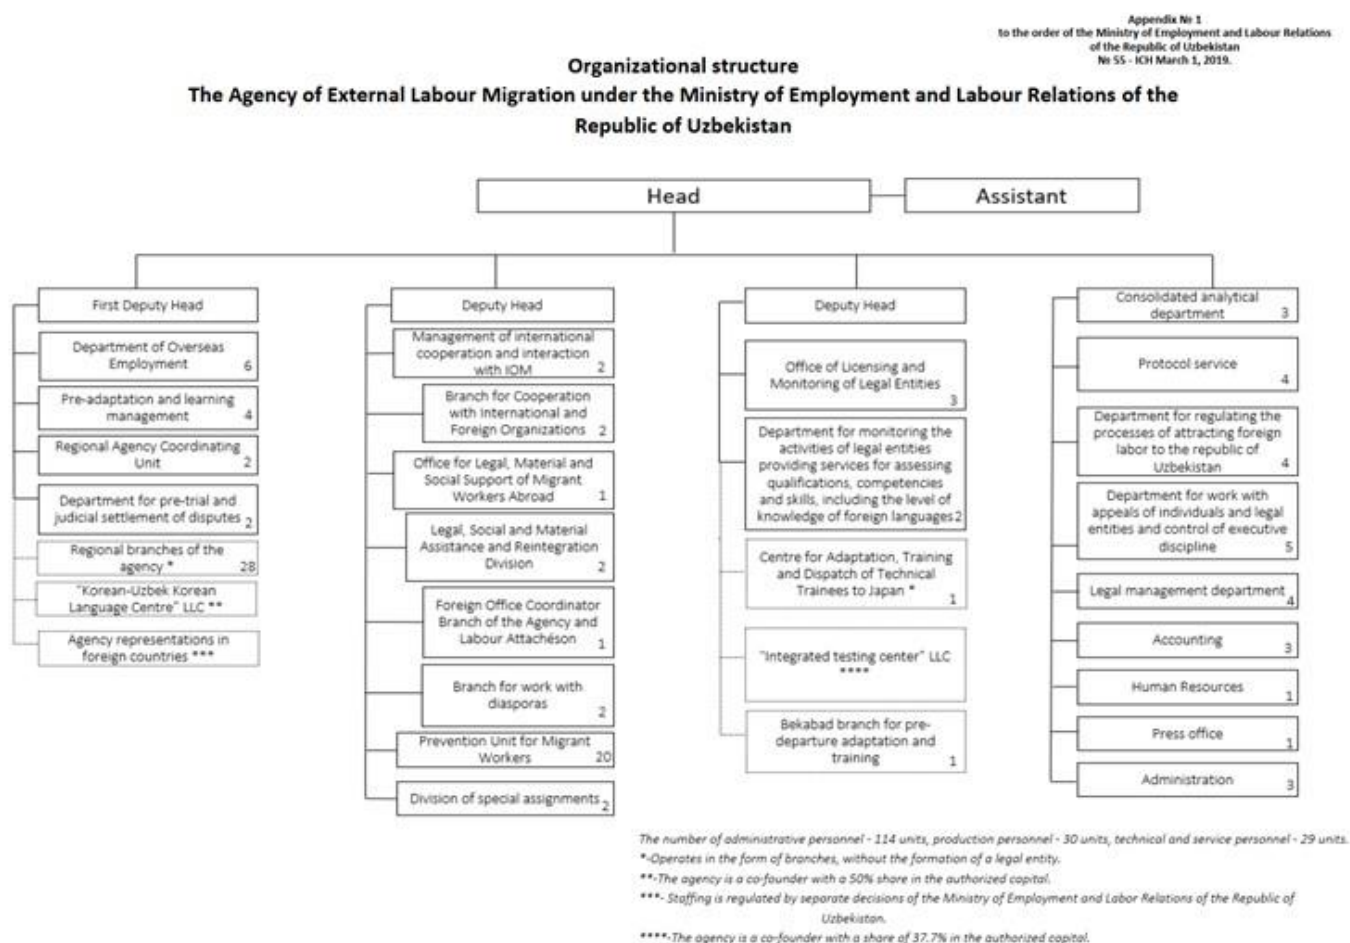 Appendix № 1
to the order of the Ministry of Employment and Labour Relations
of the Republic of Uzbekistan
№ 55 - ICH March 1, 2019.
Organizational structure
The Agency of External Labour Migration under the Ministry of Employment and Labour Relations of the
Republic of Uzbekistan
Head
Assistant
First Deputy Head
Department of Overseas
Employment 6
Pre-adaptation and learning
management 4
Regional Agency Coordinating
Unit 2
Department for pre-trial and
judicial settlement of disputes 2
Regional branches of the
agency * 28
"Korean-Uzbek Korean
Language Centre" LLC **
Agency representations in
foreign countries ***
Deputy Head
Management of international
cooperation and interaction
with IOM 2
Branch for Cooperation
with International and
Foreign Organizations 2
Office for Legal, Material and
Social Support of Migrant
Workers Abroad 1
Legal, Social and Material
Assistance and Reintegration
Division 2
Foreign Office Coordinator
Branch of the Agency and
Labour Attachéson 1
Branch for work with
diasporas 2
Prevention Unit for Migrant
Workers 20
Division of special assignments 2
Deputy Head
Office of Licensing and
Monitoring of Legal Entities
3
Department for monitoring the
activities of legal entities
providing services for assessing
qualifications, competencies
and skills, including the level of
knowledge of foreign languages 2
Centre for Adaptation, Training
and Dispatch of Technical
Trainees to Japan *
1
"Integrated testing center" LLC
****
Bekabad branch for pre-
departure adaptation and
training 1
Consolidated analytical
department 3
Protocol service
4
Department for regulating the
processes of attracting foreign
labor to the republic of
Uzbekistan 4
Department for work with
appeals of individuals and legal
entities and control of executive
discipline 5
Legal management department 4
Accounting 3
Human Resources 1
Press office 1
Administration 3
The number of administrative personnel - 114 units, production personnel - 30 units, technical and service personnel - 29 units.
*-Operates in the form of branches, without the formation of a legal entity.
**-The agency is a co-founder with a 50% share in the authorized capital.
***- Staffing is regulated by separate decisions of the Ministry of Employment and Labor Relations of the Republic of
Uzbekistan.
****-The agency is a co-founder with a share of 37.7% in the authorized capital.